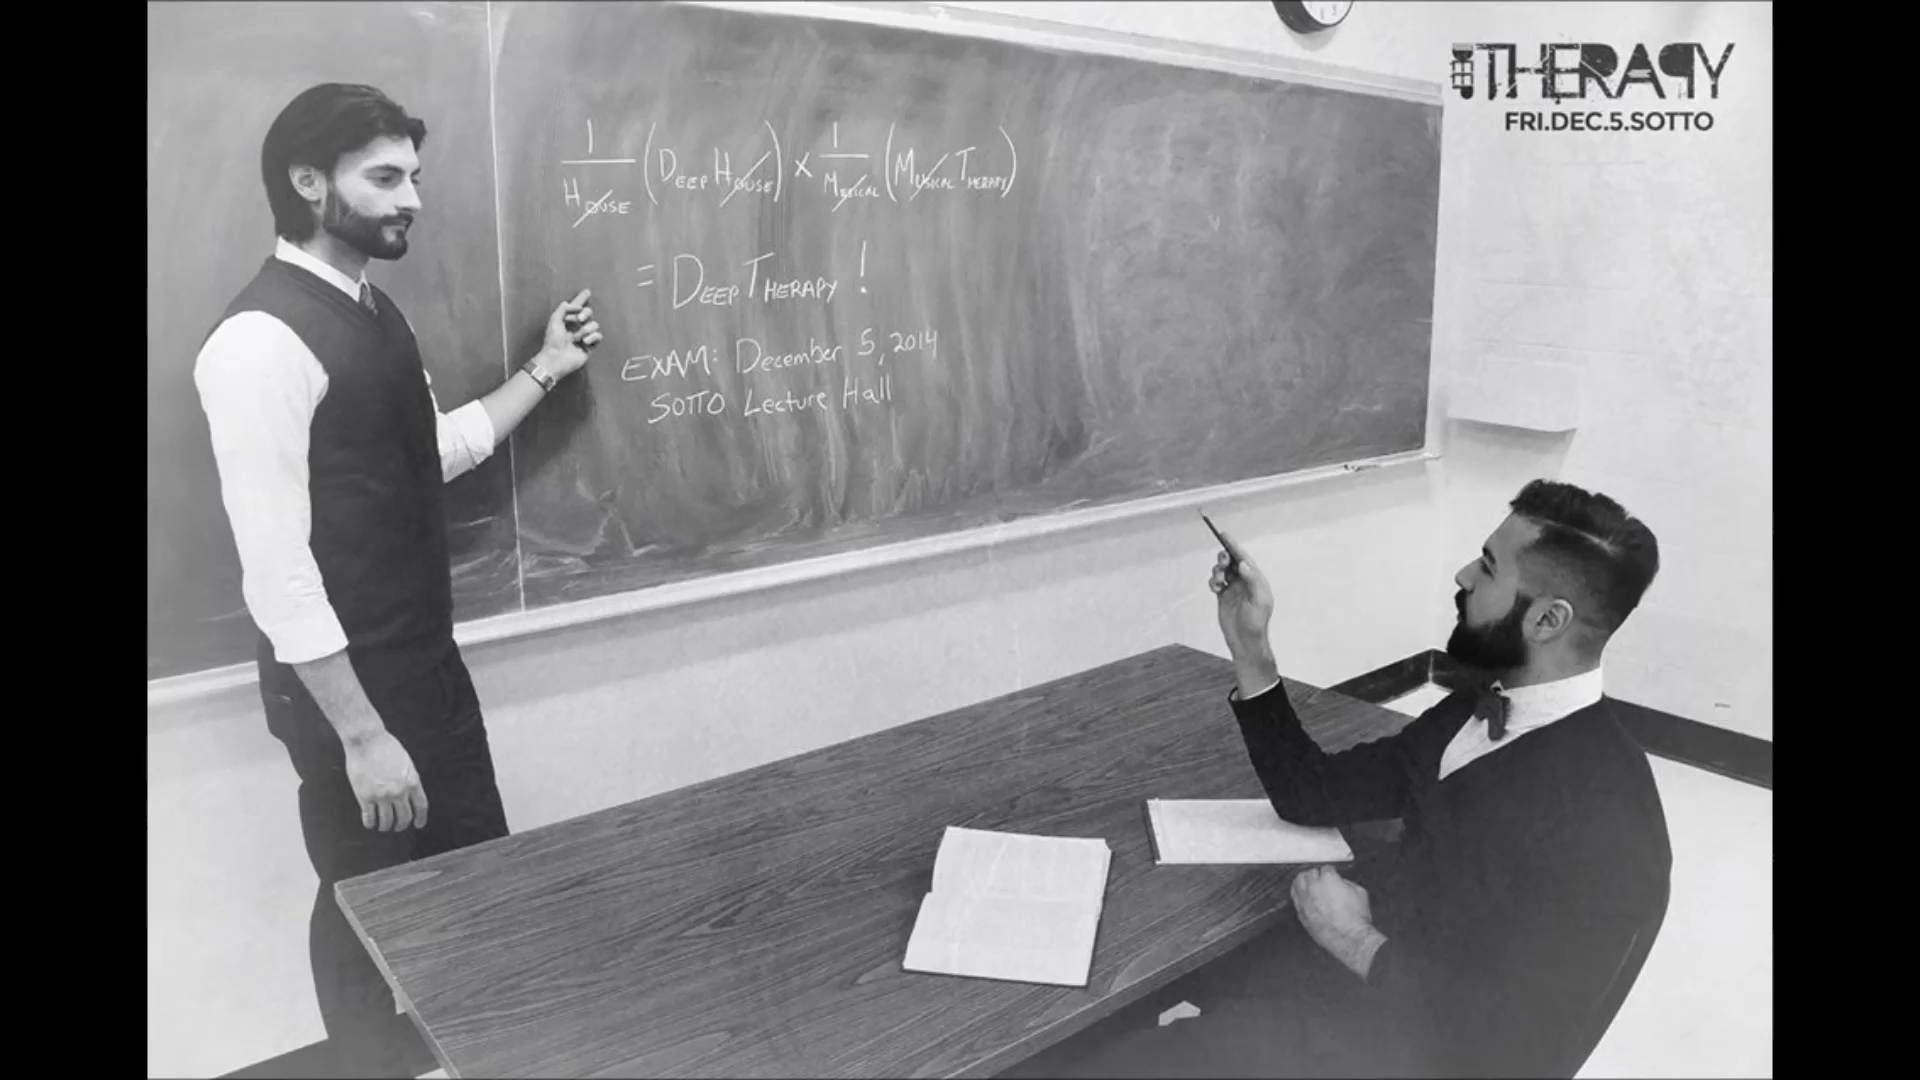 THERAPY
FRI.DEC.5.SOTTO
1/HOUSE (DEEP HOUSE) x 1/MUSICAL (MUSICAL THERAPY)
= DEEP THERAPY!
EXAM: December 5, 2014
SOTTO Lecture Hall